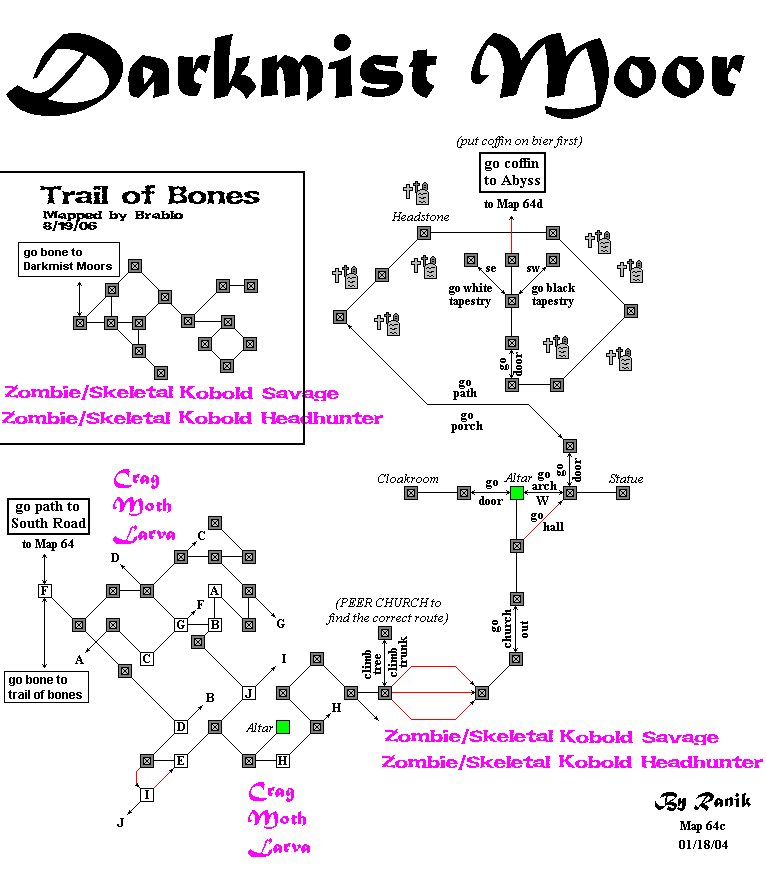 Darkmist Moor
(put coffin on bier first)
go coffin
to Abyss
to Map 64d
Trail of Bones
Mapped by Brablo
8/19/06
go bone to
Darkmist Moors
Headstone
se
sw
go white
tapestry
go black
tapestry
go
door
go
path
go
porch
Zombie/Skeletal Kobold Savage
Zombie/Skeletal Kobold Headhunter
go
door
Cloakroom
go
door
Altar
go
arch
W
Statue
go
hall
Crag
Moth
Larva
go path to
South Road
to Map 64
C
D
F
A
F
G
B
G
A
C
go bone to
trail of bones
(PEER CHURCH to
find the correct route)
go
church
out
climb
tree
climb
trunk
I
J
B
D
H
Altar
E
H
I
J
Zombie/Skeletal Kobold Savage
Zombie/Skeletal Kobold Headhunter
Crag
Moth
Larva
By Ranik
Map 64c
01/18/04